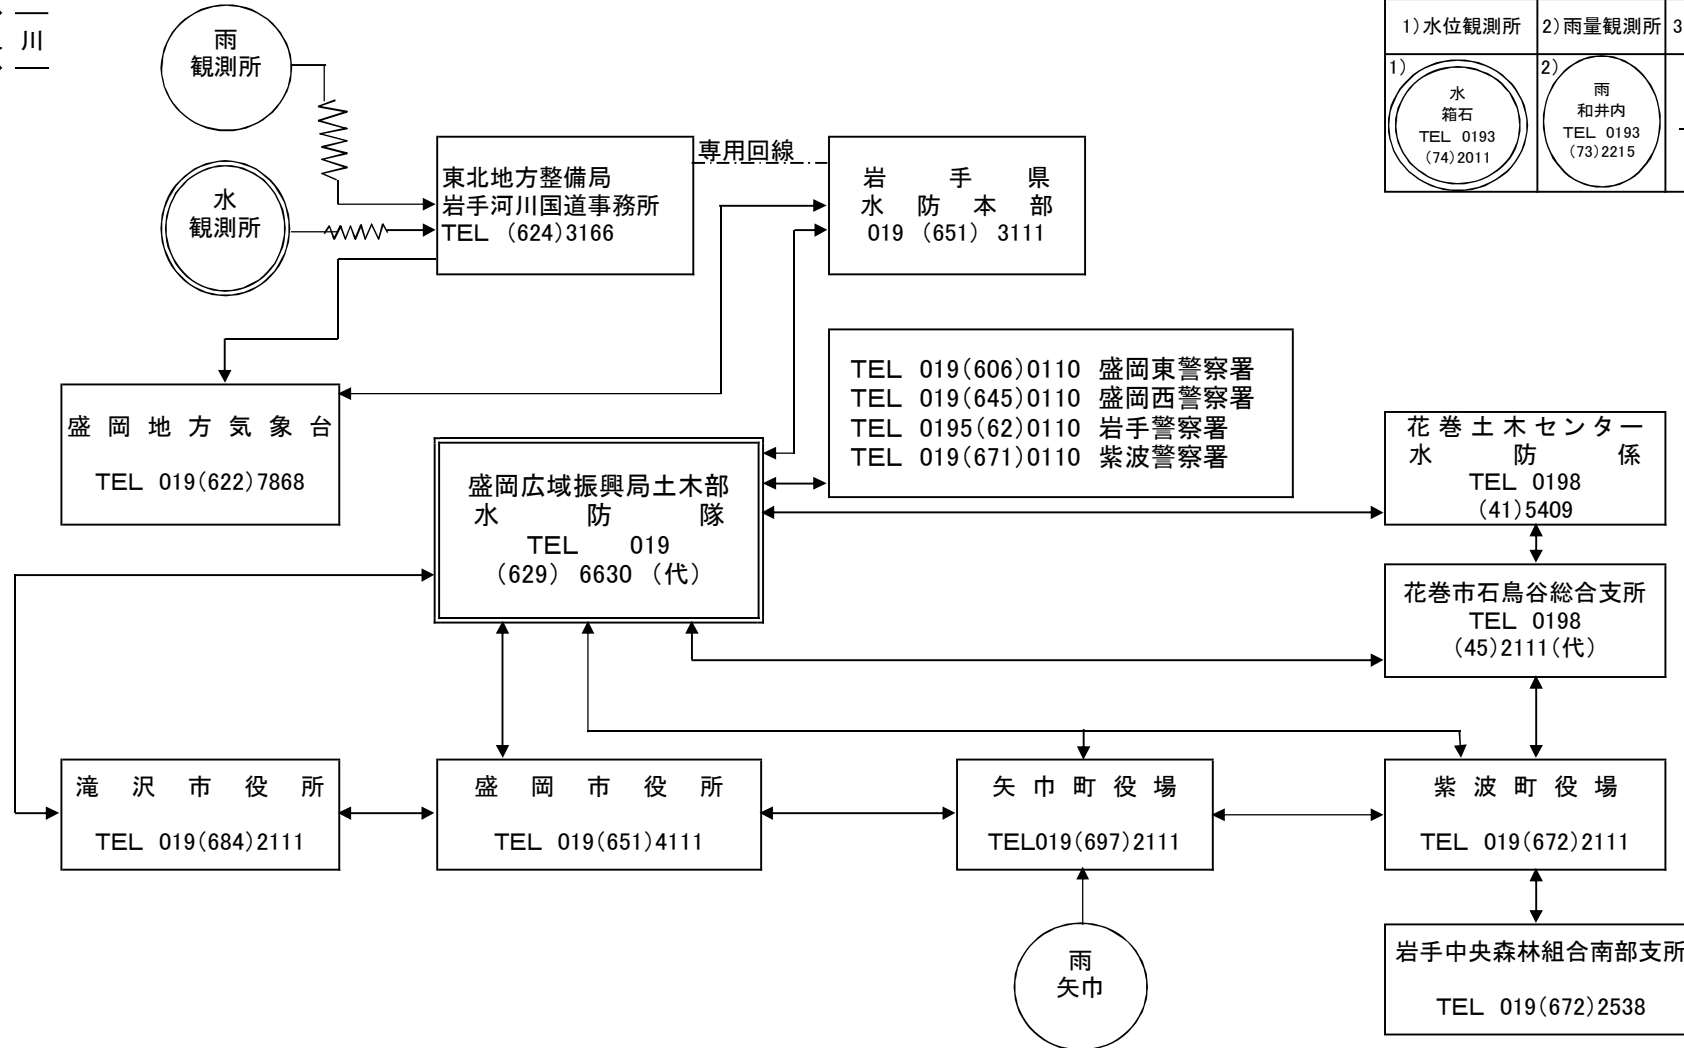 川
雨
観測所
水
観測所
東北地方整備局
岩手河川国道事務所
TEL (624)3166
専用回線
岩手県
水防本部
019 (651) 3111
1)水位観測所
2)雨量観測所
3
1)
水
箱石
TEL 0193
(74)2011
2)
雨
和井内
TEL 0193
(73)2215
TEL 019(606)0110 盛岡東警察署
TEL 019(645)0110 盛岡西警察署
TEL 0195(62)0110 岩手警察署
TEL 019(671)0110 紫波警察署
盛岡地方気象台
TEL 019(622)7868
盛岡広域振興局土木部
水防隊
TEL 019
(629) 6630 (代)
花巻土木センター
水防係
TEL 0198
(41)5409
花巻市石鳥谷総合支所
TEL 0198
(45)2111(代)
滝沢市役所
TEL 019(684)2111
盛岡市役所
TEL 019(651)4111
矢巾町役場
TEL019(697)2111
紫波町役場
TEL 019(672)2111
雨
矢巾
岩手中央森林組合南部支所
TEL 019(672)2538